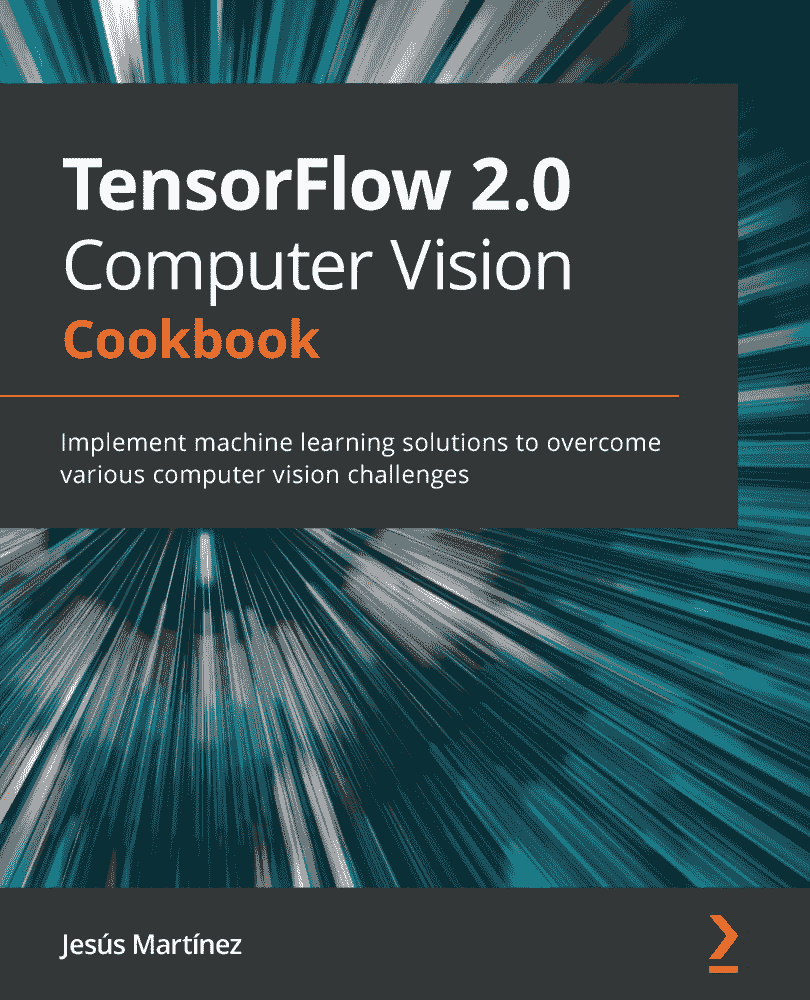 TensorFlow 2.0
Computer Vision
Cookbook
Implement machine learning solutions to overcome
various computer vision challenges
Jesús Martínez